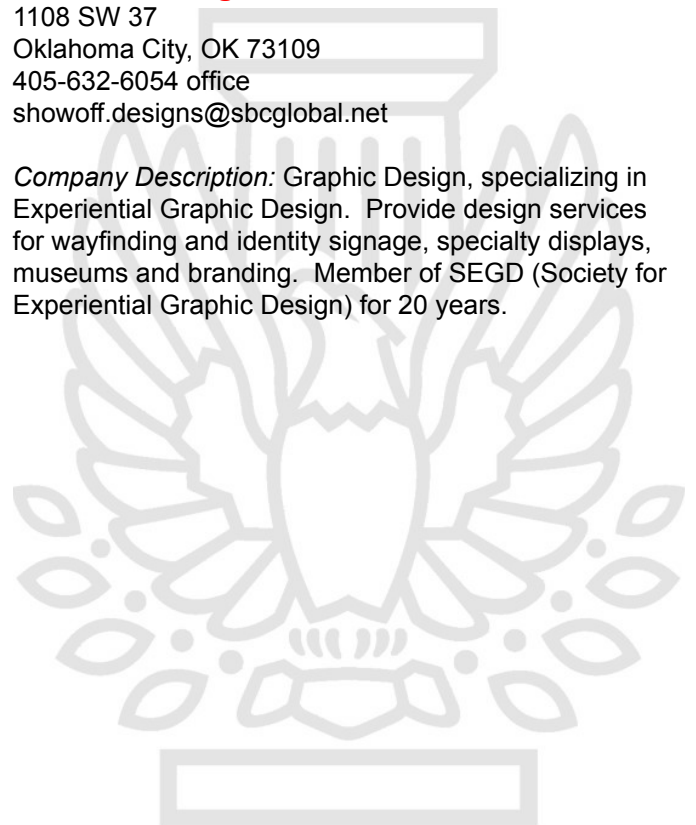 1108 SW 37
Oklahoma City, OK 73109
405-632-6054 office
showoff.designs@sbcglobal.net
Company Description: Graphic Design, specializing in
Experiential Graphic Design.  Provide design services
for wayfinding and identity signage, specialty displays,
museums and branding.  Member of SEGD (Society for
Experiential Graphic Design) for 20 years.